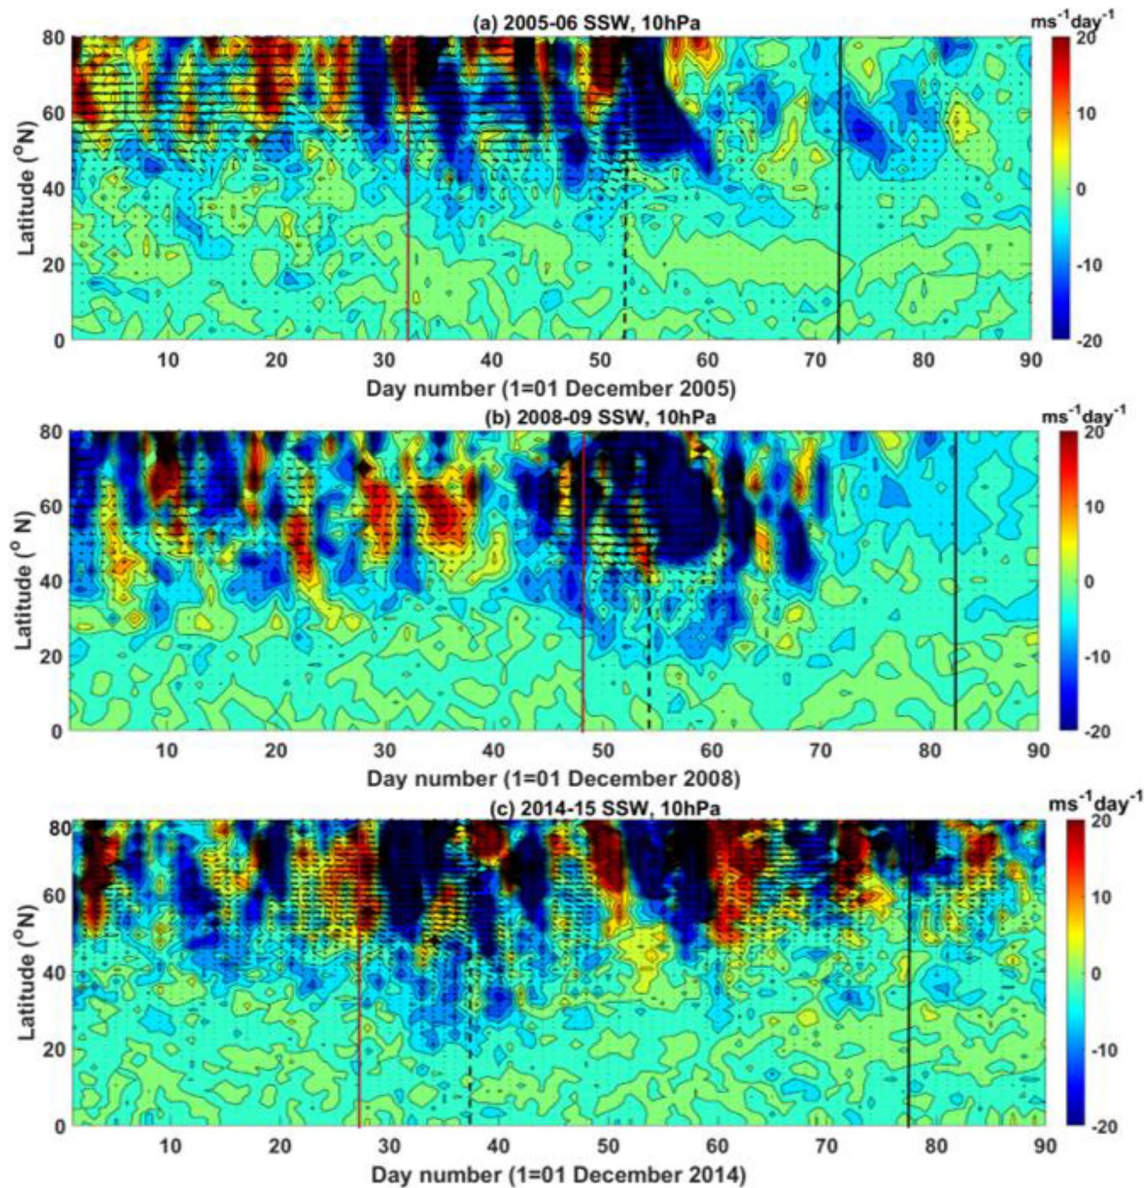 (a) 2005-06 SSW, 10hPa
ms⁻¹day⁻¹
80
60
40
20
0
Latitude (°N)
10 20 30 40 50 60 70 80 90
Day number (1=01 December 2005)
20
10
0
-10
-20
(b) 2008-09 SSW, 10hPa
ms⁻¹day⁻¹
80
60
40
20
0
Latitude (° N)
10 20 30 40 50 60 70 80 90
Day number (1=01 December 2008)
20
10
0
-10
-20
(c) 2014-15 SSW, 10hPa
ms⁻¹day⁻¹
80
60
40
20
0
Latitude (°N)
10 20 30 40 50 60 70 80 90
Day number (1=01 December 2014)
20
10
0
-10
-20